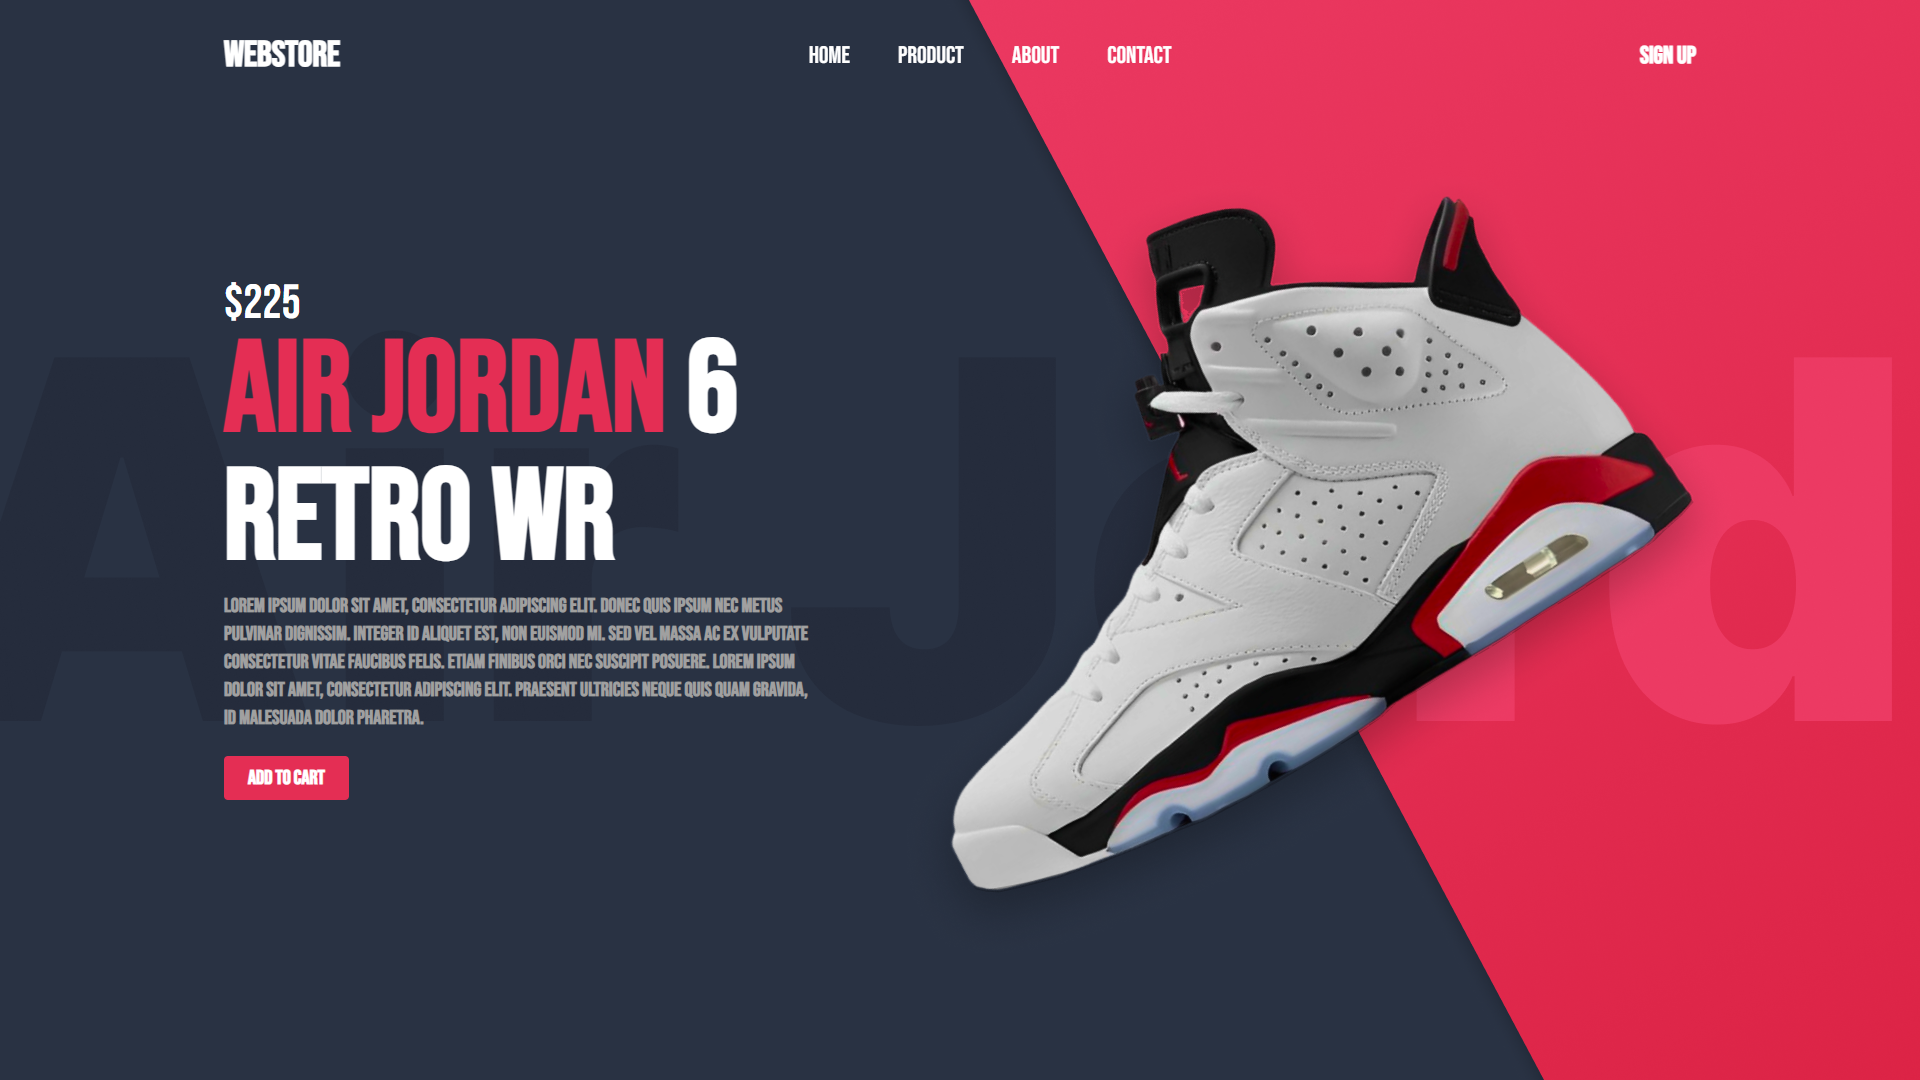 WEBSTORE HOME PRODUCT ABOUT CONTACT SIGN UP
$225
AIR JORDAN 6
RETRO WR
LOREM IPSUM DOLOR SIT AMET, CONSECTETUR ADIPISCING ELIT. DONEC QUIS IPSUM NEC METUS
PULVINAR DIGNISSIM. INTEGER ID ALIQUET EST, NON EUISMOD MI. SED VEL MASSA AC EX VULPUTATE
CONSECTETUR VITAE FAUCIBUS FELIS. ETIAM FINIBUS ORCI NEC SUSCIPIT POSUERE. LOREM IPSUM
DOLOR SIT AMET, CONSECTETUR ADIPISCING ELIT. PRAESENT ULTRICIES NEQUE QUIS QUAM GRAVIDA,
ID MALESUADA DOLOR PHARETRA.
ADD TO CART
Air Jord